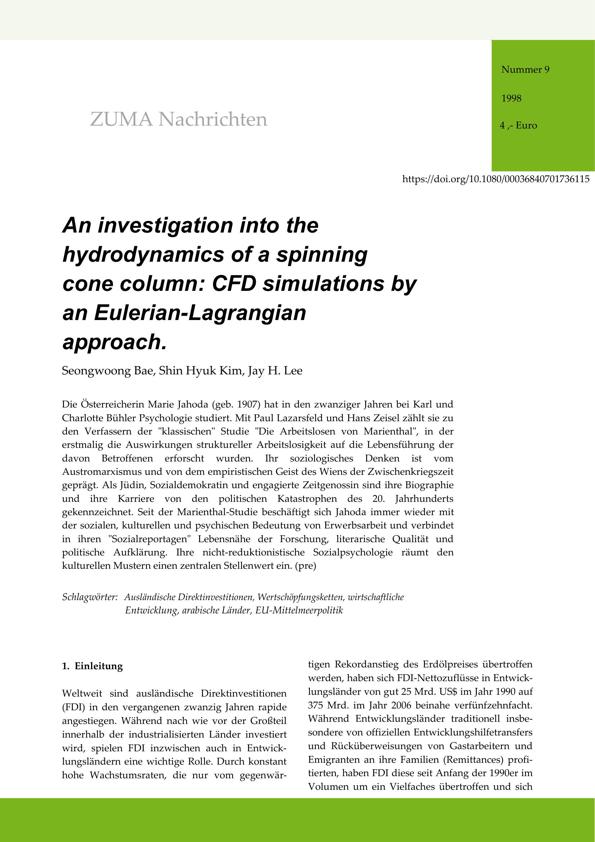 Nummer 9
1998
4 ,- Euro
ZUMA Nachrichten
https://doi.org/10.1080/00036840701736115
An investigation into the
hydrodynamics of a spinning
cone column: CFD simulations by
an Eulerian-Lagrangian
approach.
Seongwoong Bae, Shin Hyuk Kim, Jay H. Lee
Die Österreicherin Marie Jahoda (geb. 1907) hat in den zwanziger Jahren bei Karl und
Charlotte Bühler Psychologie studiert. Mit Paul Lazarsfeld und Hans Zeisel zählt sie zu
den Verfassern der "klassischen" Studie "Die Arbeitslosen von Marienthal", in der
erstmalig die Auswirkungen struktureller Arbeitslosigkeit auf die Lebensführung der
davon Betroffenen erforscht wurden. Ihr soziologisches Denken ist vom
Austromarxismus und von dem empiristischen Geist des Wiens der Zwischenkriegszeit
geprägt. Als Jüdin, Sozialdemokratin und engagierte Zeitgenossin sind ihre Biographie
und ihre Karriere von den politischen Katastrophen des 20. Jahrhunderts
gekennzeichnet. Seit der Marienthal-Studie beschäftigt sich Jahoda immer wieder mit
der sozialen, kulturellen und psychischen Bedeutung von Erwerbsarbeit und verbindet
in ihren "Sozialreportagen" Lebensnähe der Forschung, literarische Qualität und
politische Aufklärung. Ihre nicht-reduktionistische Sozialpsychologie räumt den
kulturellen Mustern einen zentralen Stellenwert ein. (pre)
Schlagwörter: Ausländische Direktinvestitionen, Wertschöpfungsketten, wirtschaftliche
Entwicklung, arabische Länder, EU-Mittelmeerpolitik
1. Einleitung
Weltweit sind ausländische Direktinvestitionen
(FDI) in den vergangenen zwanzig Jahren rapide
angestiegen. Während nach wie vor der Großteil
innerhalb der industrialisierten Länder investiert
wird, spielen FDI inzwischen auch in Entwick-
lungsländern eine wichtige Rolle. Durch konstant
hohe Wachstumsraten, die nur vom gegenwär-
tigen Rekordanstieg des Erdölpreises übertroffen
werden, haben sich FDI-Nettozuflüsse in Entwick-
lungsländer von gut 25 Mrd. US$ im Jahr 1990 auf
375 Mrd. im Jahr 2006 beinahe verfünfzehnfacht.
Während Entwicklungsländer traditionell insbe-
sondere von offiziellen Entwicklungshilfetransfers
und Rücküberweisungen von Gastarbeitern und
Emigranten an ihre Familien (Remittances) profi-
tierten, haben FDI diese seit Anfang der 1990er im
Volumen um ein Vielfaches übertroffen und sich